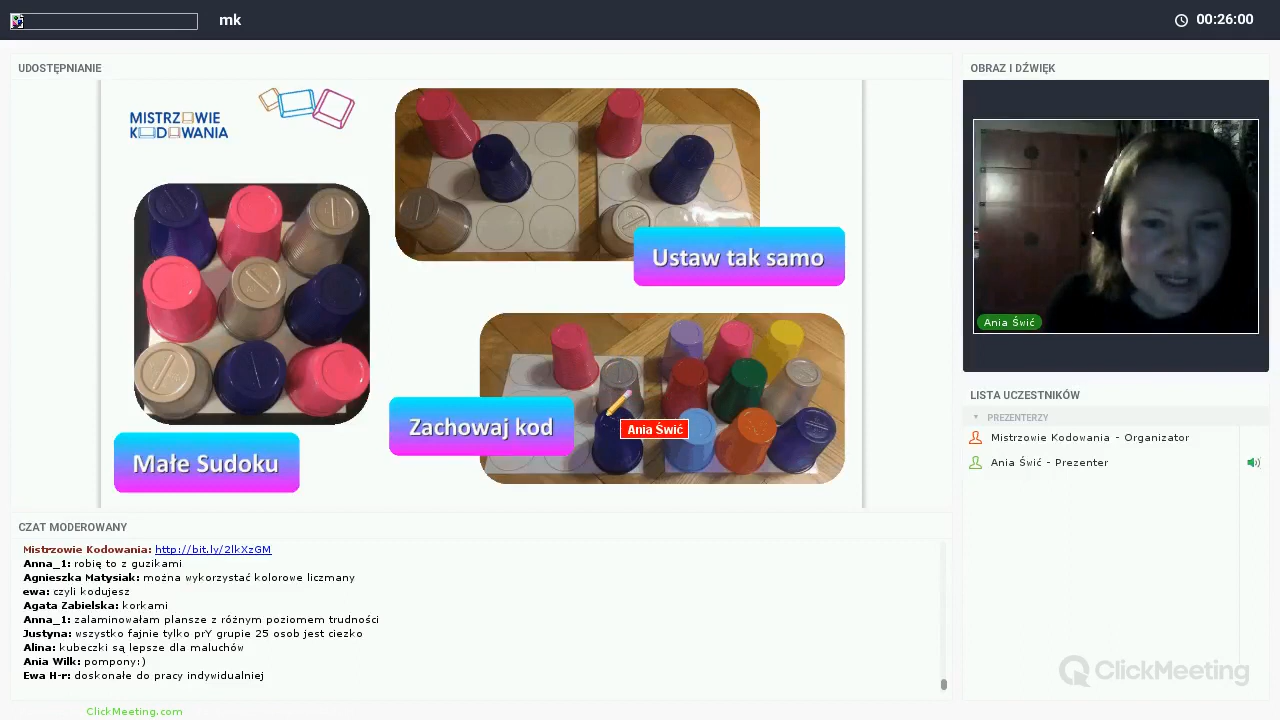 mk
00:26:00
UDOSTĘPNIANIE
MISTRZOWIE
KODOWANIA
Ustaw tak samo
Zachowaj kod
Ania Świć
Małe Sudoku
CZAT MODEROWANY
Mistrzowie Kodowania: http://bit.ly/2lkXzGM
Anna_1: robię to z guzikami
Agnieszka Matysiak: można wykorzystać kolorowe liczmany
ewa: czyli kodujesz
Agata Zabielska: korkami
Anna_1: zalaminowałam plansze z różnym poziomem trudności
Justyna: wszystko fajnie tylko prY grupie 25 osob jest ciezko
Alina: kubeczki są lepsze dla maluchów
Ania Wilk: pompony:)
Ewa H-r: doskonałe do pracy indywidualniej
ClickMeeting.com
OBRAZ I DŹWIĘK
Ania Świć
LISTA UCZESTNIKÓW
PREZENTERZY
Mistrzowie Kodowania - Organizator
Ania Świć - Prezenter
ClickMeeting